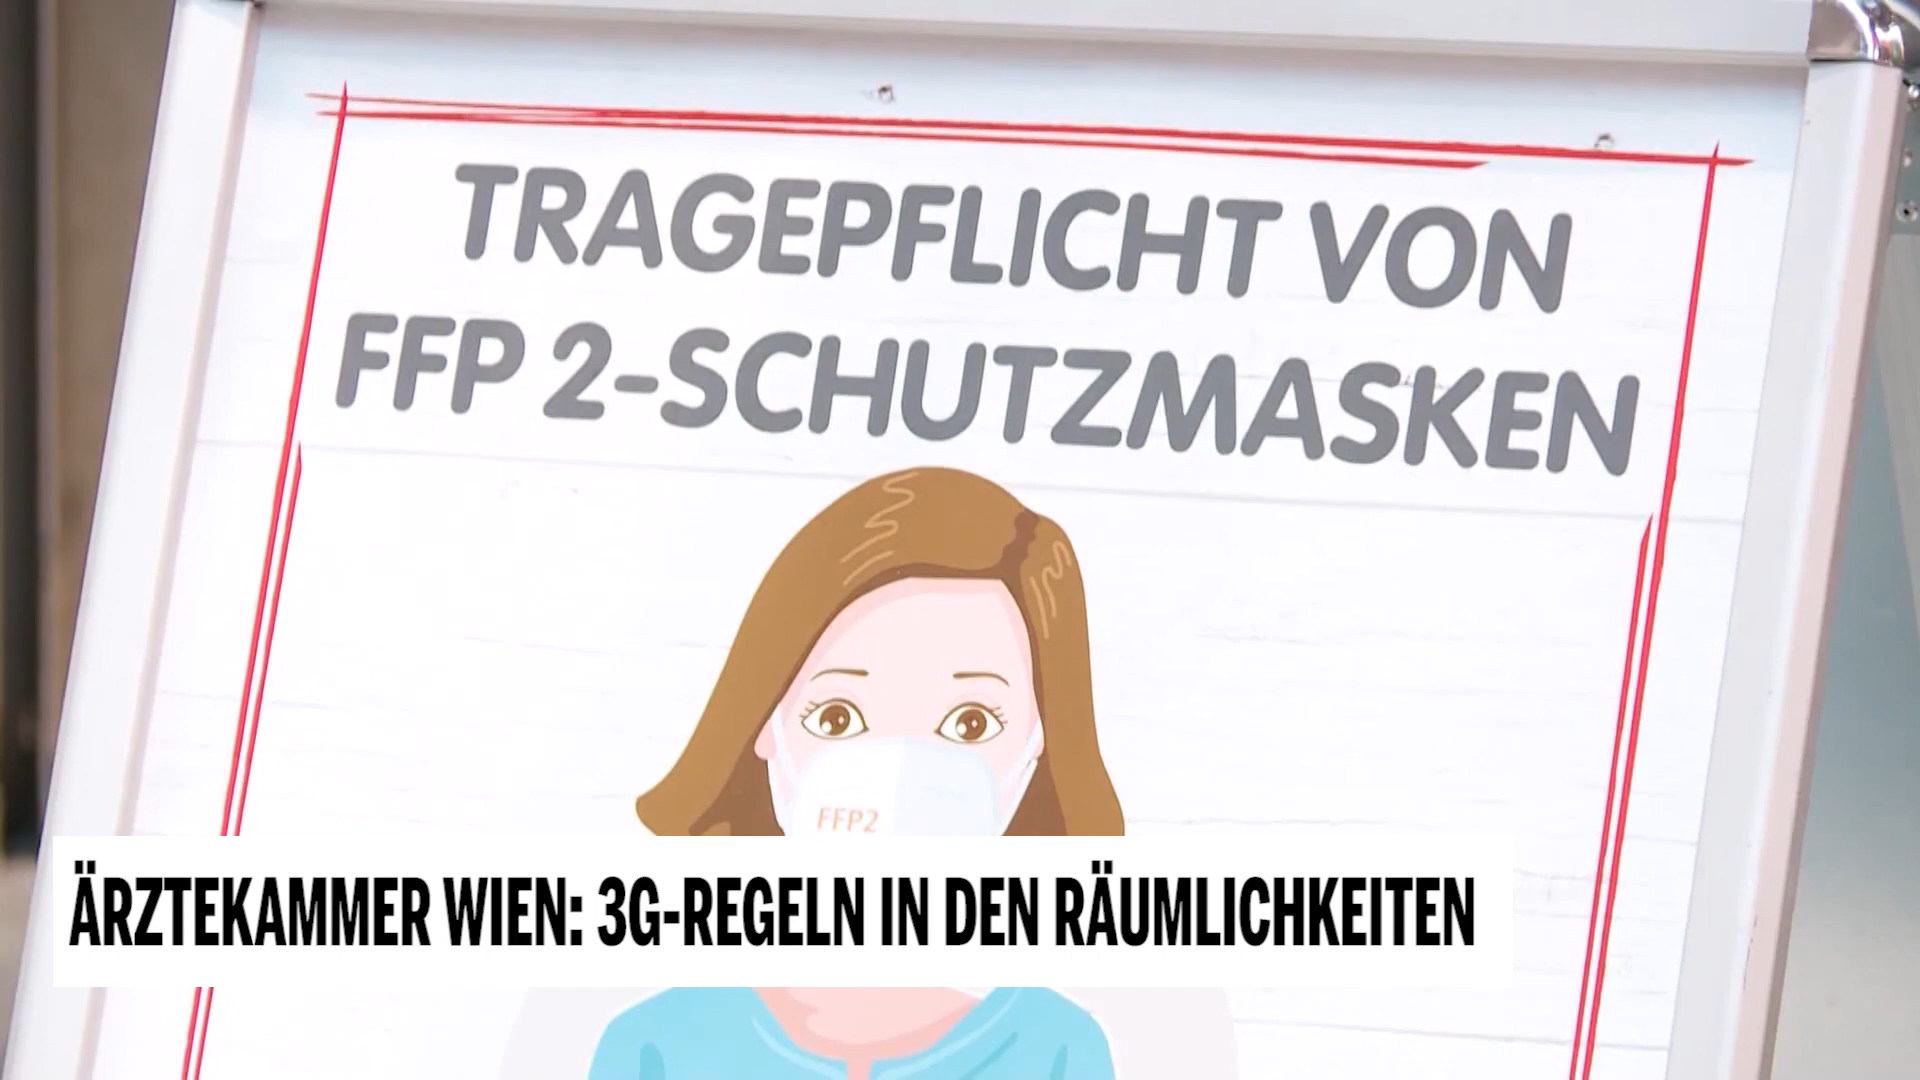 TRAGEPFLICHT VON
FFP 2-SCHUTZMASKEN
FFP2
ÄRZTEKAMMER WIEN: 3G-REGELN IN DEN RÄUMLICHKEITEN